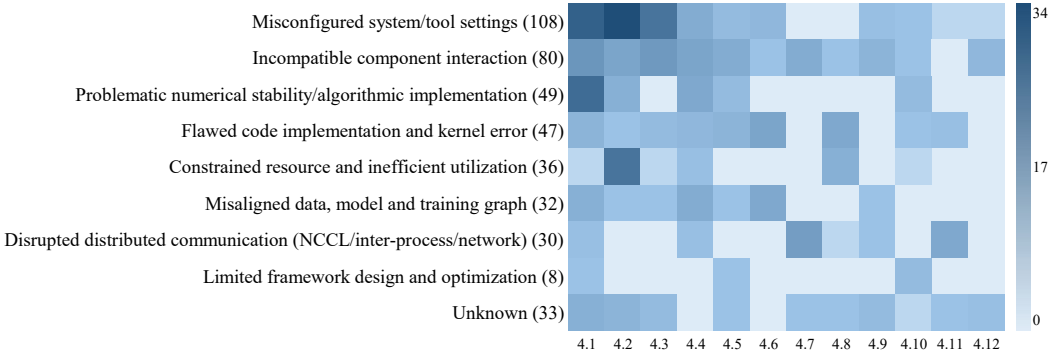 Misconfigured system/tool settings (108)
Incompatible component interaction (80)
Problematic numerical stability/algorithmic implementation (49)
Flawed code implementation and kernel error (47)
Constrained resource and inefficient utilization (36)
Misaligned data, model and training graph (32)
Disrupted distributed communication (NCCL/inter-process/network) (30)
Limited framework design and optimization (8)
Unknown (33)
4.1 4.2 4.3 4.4 4.5 4.6 4.7 4.8 4.9 4.10 4.11 4.12
34
17
0